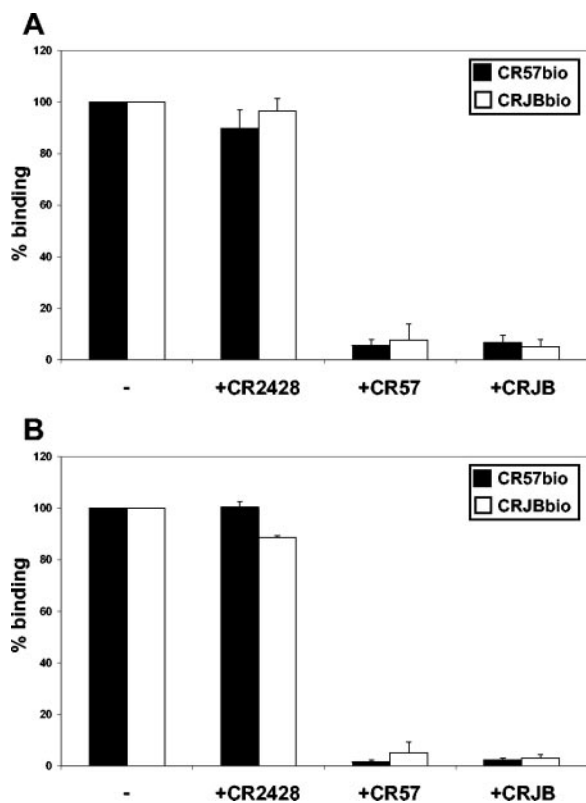 A
120
100
80
60
40
20
0
% binding
CR57bio
CRJBbio
- +CR2428 +CR57 +CRJB
B
120
100
80
60
40
20
0
% binding
CR57bio
CRJBbio
- +CR2428 +CR57 +CRJB